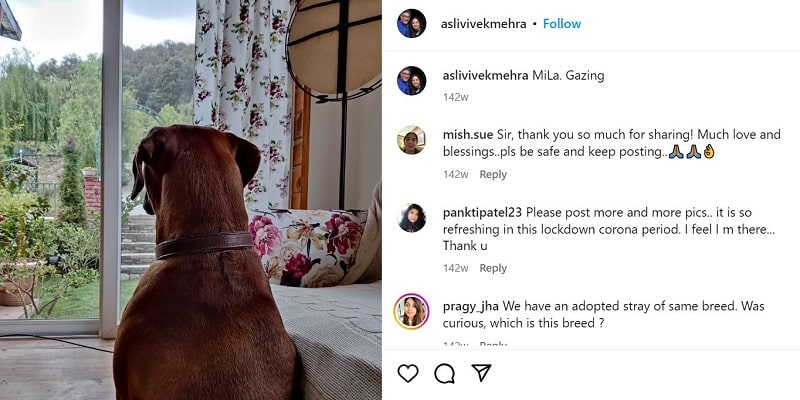 aslivivekmehra • Follow
aslivivekmehra MiLa. Gazing
142w
mish.sue Sir, thank you so much for sharing! Much love and
blessings..pls be safe and keep posting..🙏🏽🙏🏽👌
142w Reply
panktipatel23 Please post more and more pics.. it is so
refreshing in this lockdown corona period. I feel I m there...
Thank u
142w Reply
pragy_jha We have an adopted stray of same breed. Was
curious, which is this breed ?
142w Reply